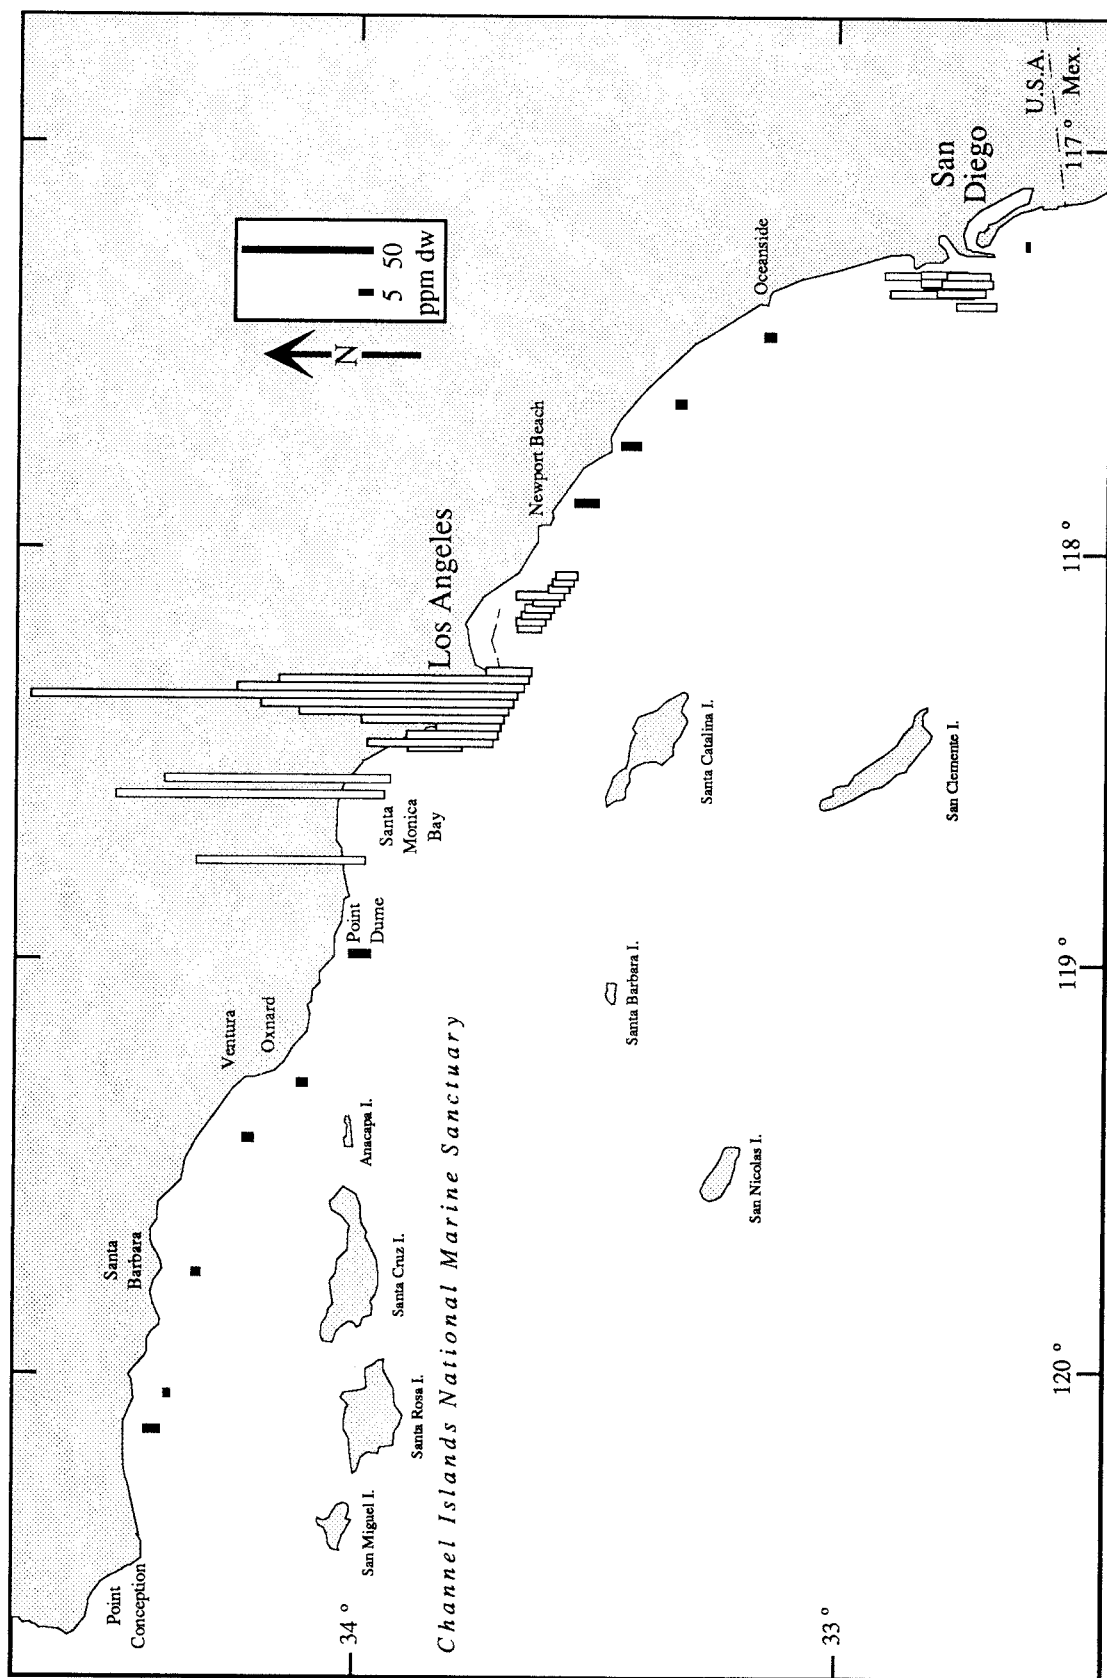 Point
Conception
Santa
Barbara
Ventura
Oxnard
Point
Dume
Santa
Monica
Bay
Los Angeles
Newport Beach
Oceanside
San
Diego
U.S.A.
Mex.
N
5 50
ppm dw
San Miguel I.
Santa Rosa I.
Santa Cruz I.
Anacapa I.
Channel Islands National Marine Sanctuary
Santa Barbara I.
San Nicolas I.
Santa Catalina I.
San Clemente I.
34 °
33 °
120 °
119 °
118 °
117 °